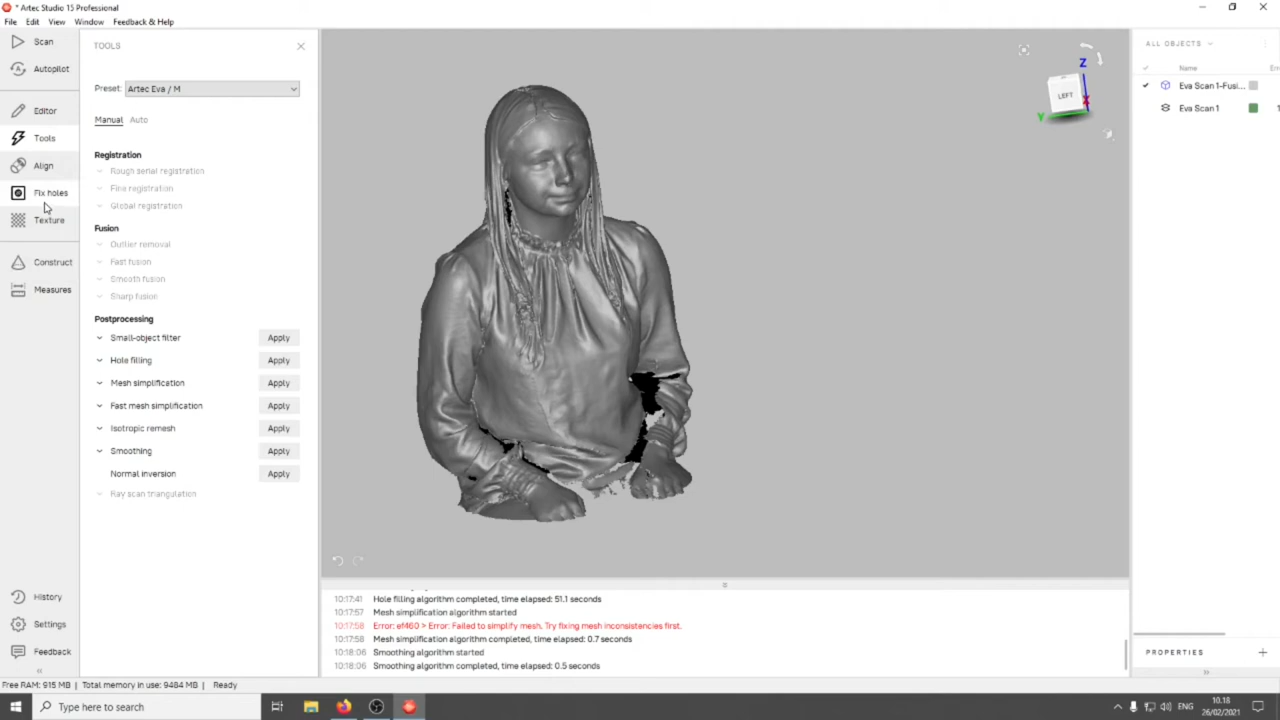 * Artec Studio 15 Professional
File Edit View Window Feedback & Help
Scan
Autopilot
Editor
Tools
Align
Fix holes
Texture
Construct
Measures
History
Settings
Feedback
TOOLS
Preset: Artec Eva / M
Manual Auto
Registration
Rough serial registration
Fine registration
Global registration
Fusion
Outlier removal
Fast fusion
Smooth fusion
Sharp fusion
Postprocessing
Small-object filter Apply
Hole filling Apply
Mesh simplification Apply
Fast mesh simplification Apply
Isotropic remesh Apply
Smoothing Apply
Normal inversion Apply
Ray scan triangulation
Z
LEFT
X
Y
10:17:41 Hole filling algorithm completed, time elapsed: 51.1 seconds
10:17:57 Mesh simplification algorithm started
10:17:58 Error: ef460 > Error: Failed to simplify mesh. Try fixing mesh inconsistencies first.
10:17:58 Mesh simplification algorithm completed, time elapsed: 0.7 seconds
10:18:06 Smoothing algorithm started
10:18:06 Smoothing algorithm completed, time elapsed: 0.5 seconds
ALL OBJECTS
Name
Eva Scan 1-Fusi...
Eva Scan 1 1
PROPERTIES
Free RAM: 915 MB | Total memory in use: 9484 MB | Ready
Type here to search
ENG
10.18
26/02/2021